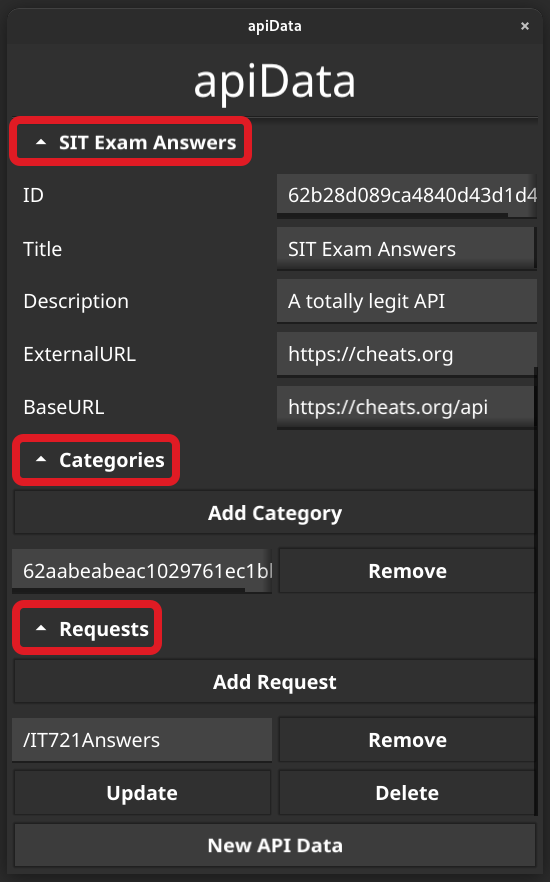 apiData
×
apiData
SIT Exam Answers
ID 62b28d089ca4840d43d1d4
Title SIT Exam Answers
Description A totally legit API
ExternalURL https://cheats.org
BaseURL https://cheats.org/api
Categories
Add Category
62aabeabeac1029761ec1bl Remove
Requests
Add Request
/IT721Answers Remove
Update Delete
New API Data